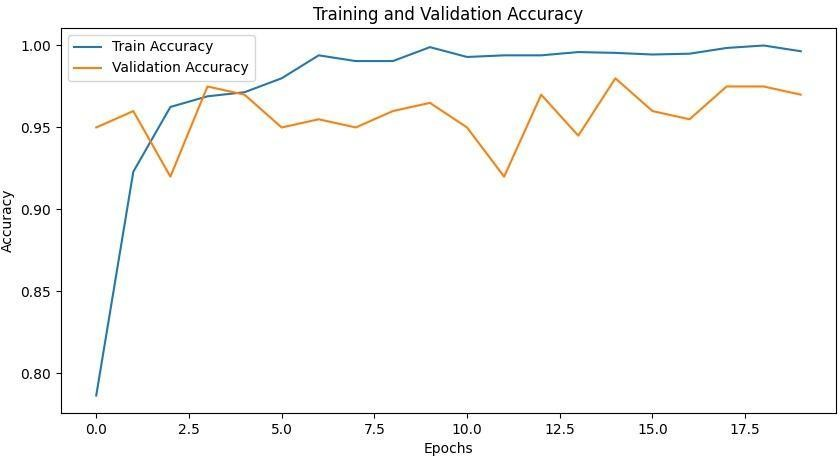 Training and Validation Accuracy
Train Accuracy
Validation Accuracy
1.00
0.95
0.90
0.85
0.80
Accuracy
0.0 2.5 5.0 7.5 10.0 12.5 15.0 17.5
Epochs